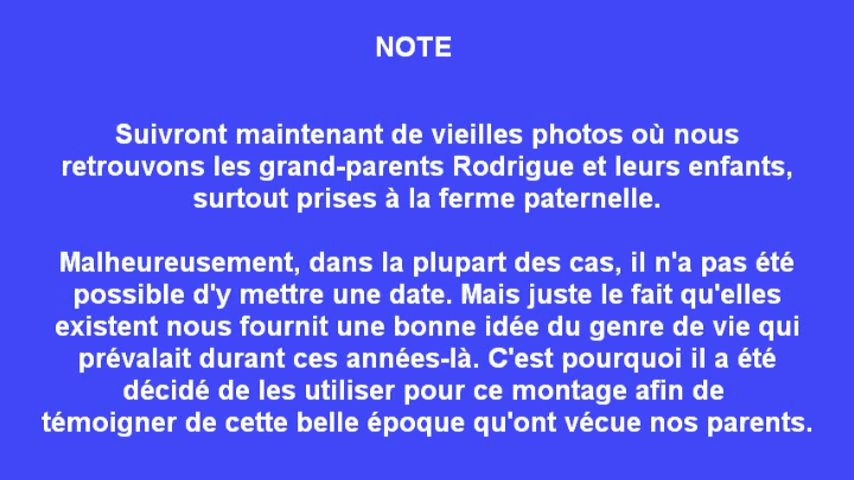 NOTE
Suivront maintenant de vieilles photos où nous
retrouvons les grand-parents Rodrigue et leurs enfants,
surtout prises à la ferme paternelle.
Malheureusement, dans la plupart des cas, il n'a pas été
possible d'y mettre une date. Mais juste le fait qu'elles
existent nous fournit une bonne idée du genre de vie qui
prévalait durant ces années-là. C'est pourquoi il a été
décidé de les utiliser pour ce montage afin de
témoigner de cette belle époque qu'ont vécue nos parents.